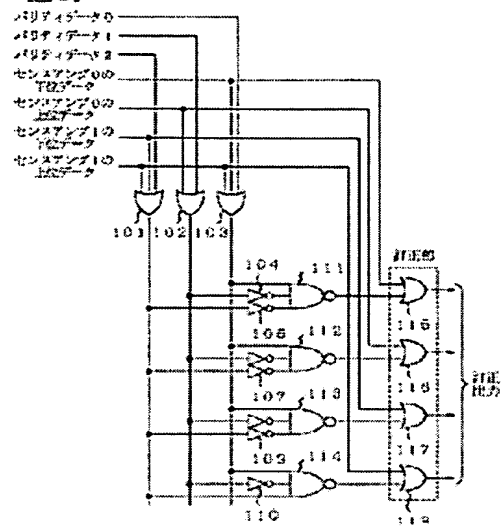 パリティデータ0
パリティデータ1
パリティデータ2
センスアンプ0の
下位データ
センスアンプ0の
上位データ
センスアンプ1の
下位データ
センスアンプ1の
上位データ
101
102
103
104
111
訂正部
106
112
115
107
113
116
訂正
出力
103
114
117
110
118